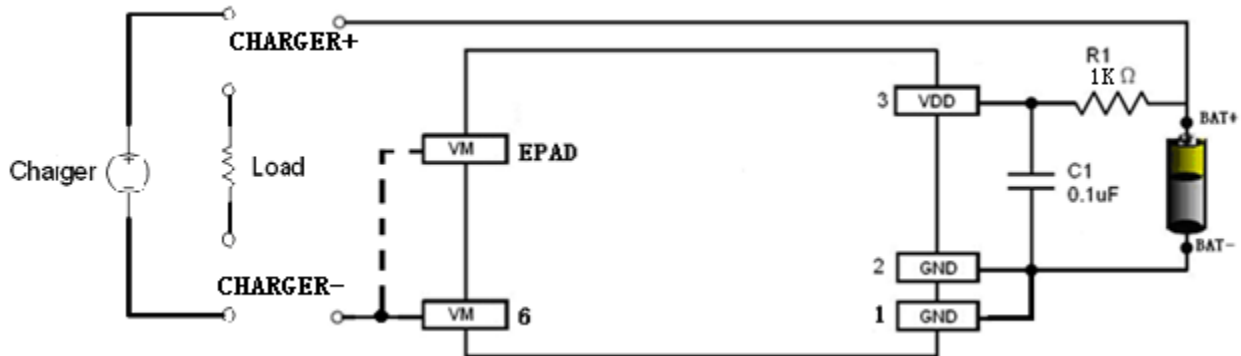 CHARGER+
R1
1K Ω
3 VDD
BAT+
VM EPAD
Charger + -
Load
C1
0.1uF
BAT-
2 GND
CHARGER-
VM 6
1 GND